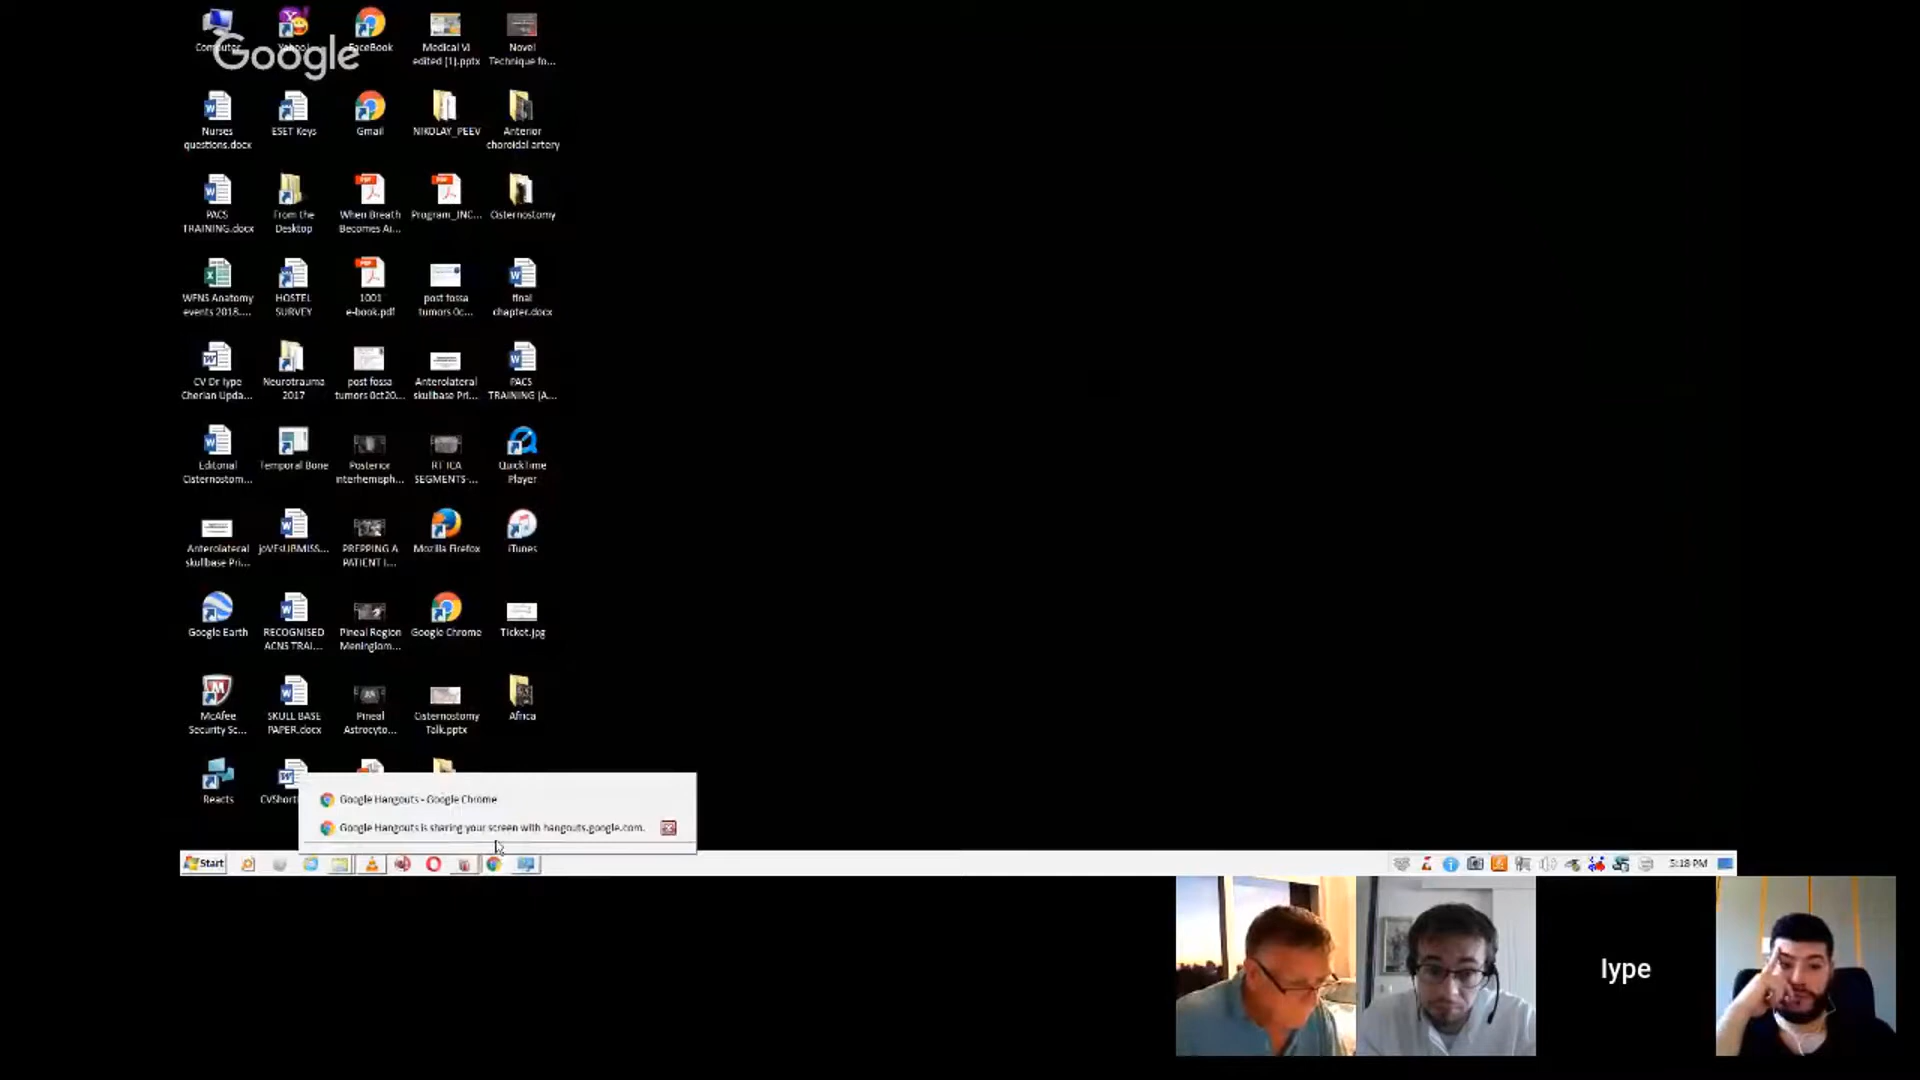 Google
Computer
Yahoo!
FaceBook
Medical VI
edited [1].pptx
Novel
Technique fo...
Nurses
questions.docx
ESET Keys
Gmail
NIKOLAY_PEEV
Anterior
choroidal artery
PACS
TRAINING.docx
From the
Desktop
When Breath
Becomes Ai...
Program_INC...
Cisternostomy
WFNS Anatomy
events 2018....
HOSTEL
SURVEY
1001
e-book.pdf
post fossa
tumors Oc...
final
chapter.docx
CV Dr Iype
Cherian Upda...
Neurotrauma
2017
post fossa
tumors Oct20...
Anterolateral
skullbase Pri...
PACS
TRAINING (A...
Editorial
Cisternostom...
Temporal Bone
Posterior
interhemisph...
RT ICA
SEGMENTS-...
QuickTime
Player
Anterolateral
skullbase Pri...
joVEsUBMISS...
PREPPING A
PATIENT I...
Mozilla Firefox
iTunes
Google Earth
RECOGNISED
ACNS TRAI...
Pineal Region
Meningiom...
Google Chrome
Ticket.jpg
McAfee
Security Sc...
SKULL BASE
PAPER.docx
Pineal
Astrocyto...
Cisternostomy
Talk.pptx
Africa
Reacts
CVShort
Google Hangouts - Google Chrome
Google Hangouts is sharing your screen with hangouts.google.com.
Start
5:18 PM
Iype